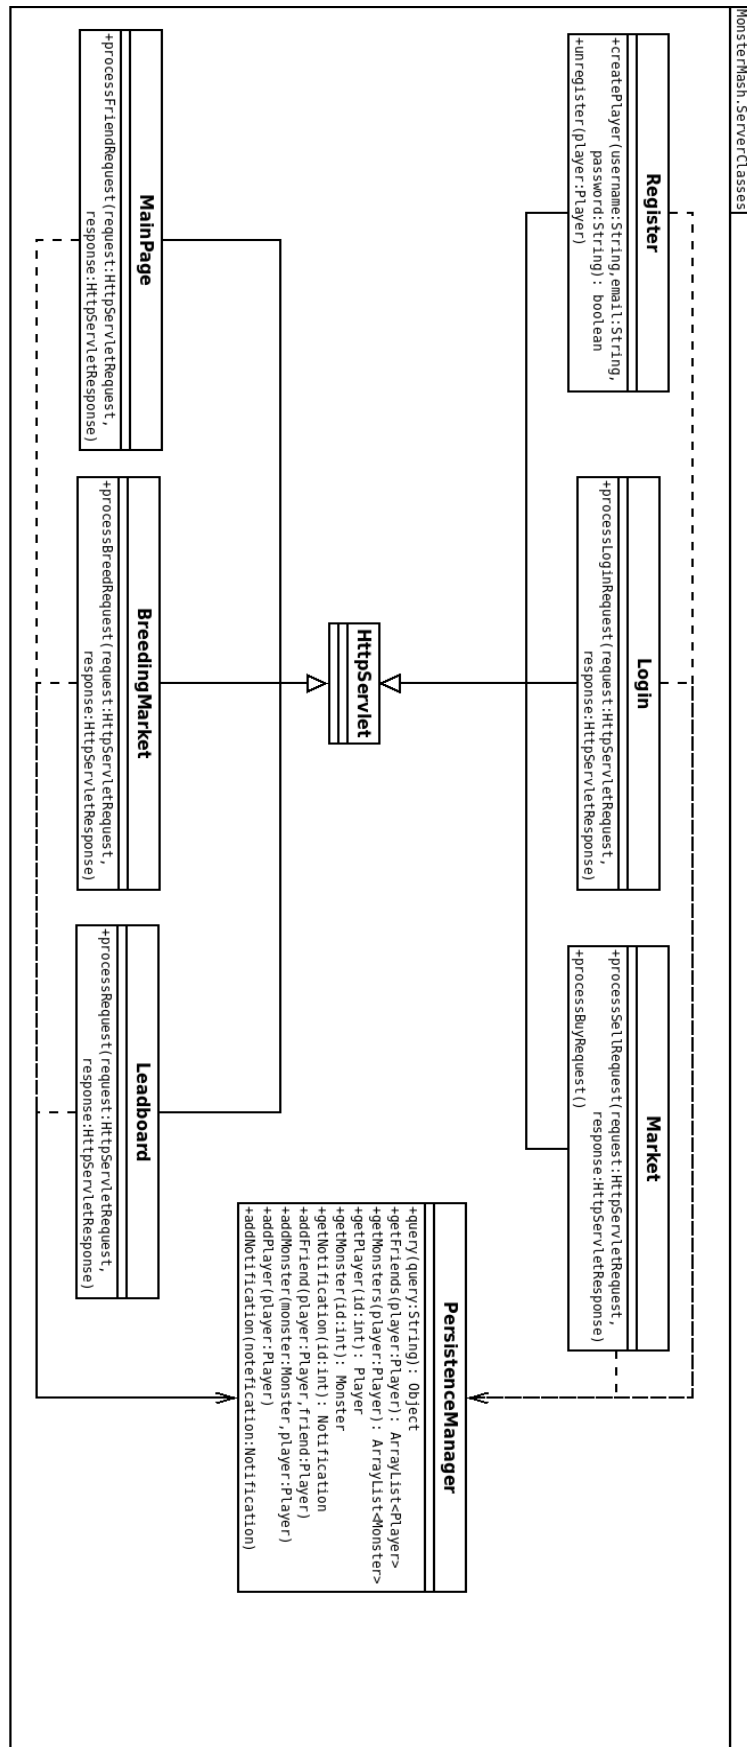 MonsterMash.ServerClasses
Register
+createPlayer(username:String,email:String,
password:String): boolean
+unregister(player:Player)
Login
+processLoginRequest(request:HttpServletRequest,
response:HttpServletResponse)
Market
+processSellRequest(request:HttpServletRequest,
response:HttpServletResponse)
+processBuyRequest()
HttpServlet
PersistenceManager
+query(query:String): Object
+getFriends(player:Player): ArrayList<Player>
+getMonsters(player:Player): ArrayList<Monster>
+getPlayer(id:int): Player
+getMonster(id:int): Monster
+getNotification(id:int): Notification
+addFriend(player:Player,friend:Player)
+addMonster(monster:Monster,player:Player)
+addPlayer(player:Player)
+addNotification(notefication:Notification)
MainPage
+processFriendRequest(request:HttpServletRequest,
response:HttpServletResponse)
BreedingMarket
+processBreedRequest(request:HttpServletRequest,
response:HttpServletResponse)
Leadboard
+processRequest(request:HttpServletRequest,
response:HttpServletResponse)